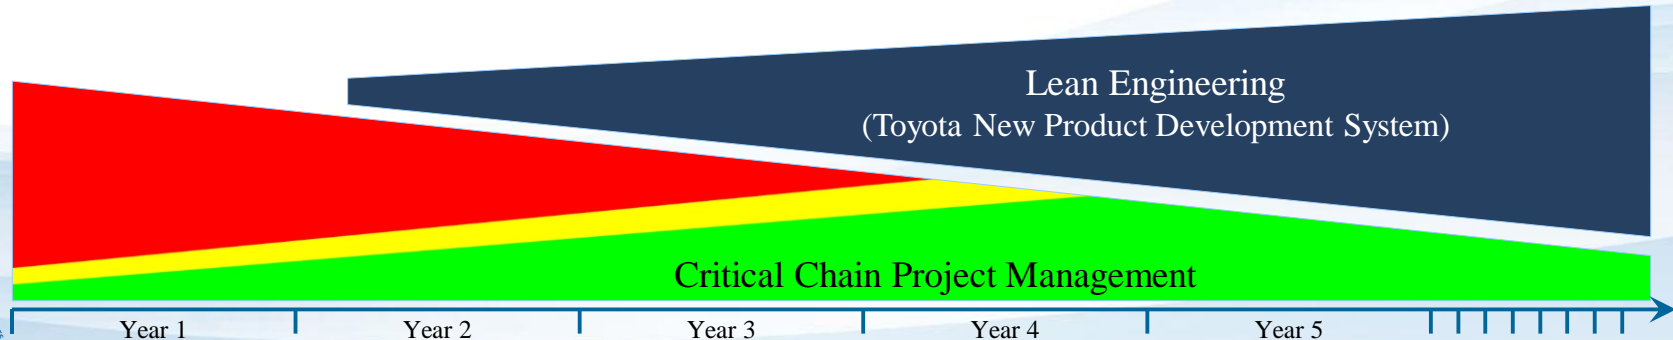 Lean Engineering
(Toyota New Product Development System)
Critical Chain Project Management
Year 1
Year 2
Year 3
Year 4
Year 5